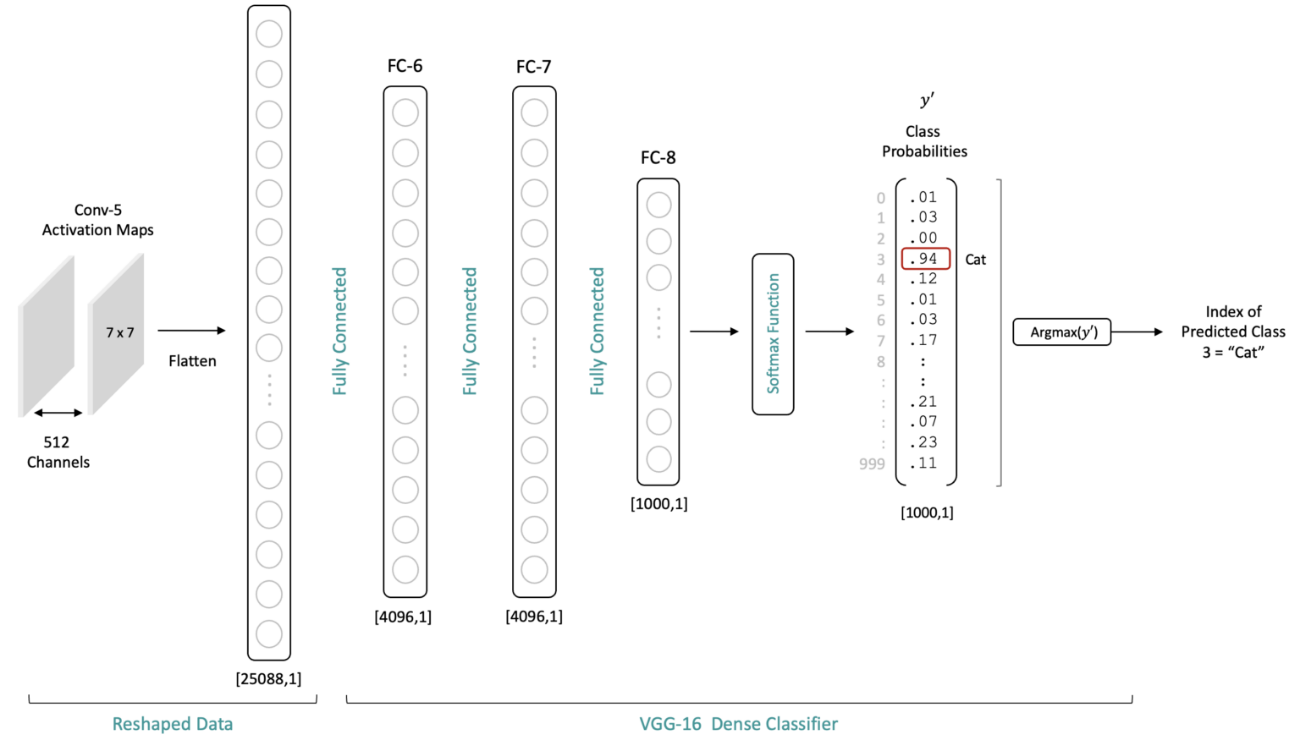 Conv-5
Activation Maps
7 x 7
512
Channels
Flatten
[25088,1]
Reshaped Data
Fully Connected
FC-6
[4096,1]
Fully Connected
FC-7
[4096,1]
Fully Connected
FC-8
[1000,1]
Softmax Function
y′
Class
Probabilities
0 .01
1 .03
2 .00
3 .94 Cat
4 .12
5 .01
6 .03
7 .17
8 :
: :
: .21
: .07
: .23
999 .11
[1000,1]
Argmax(y′)
Index of
Predicted Class
3 = “Cat”
VGG-16 Dense Classifier